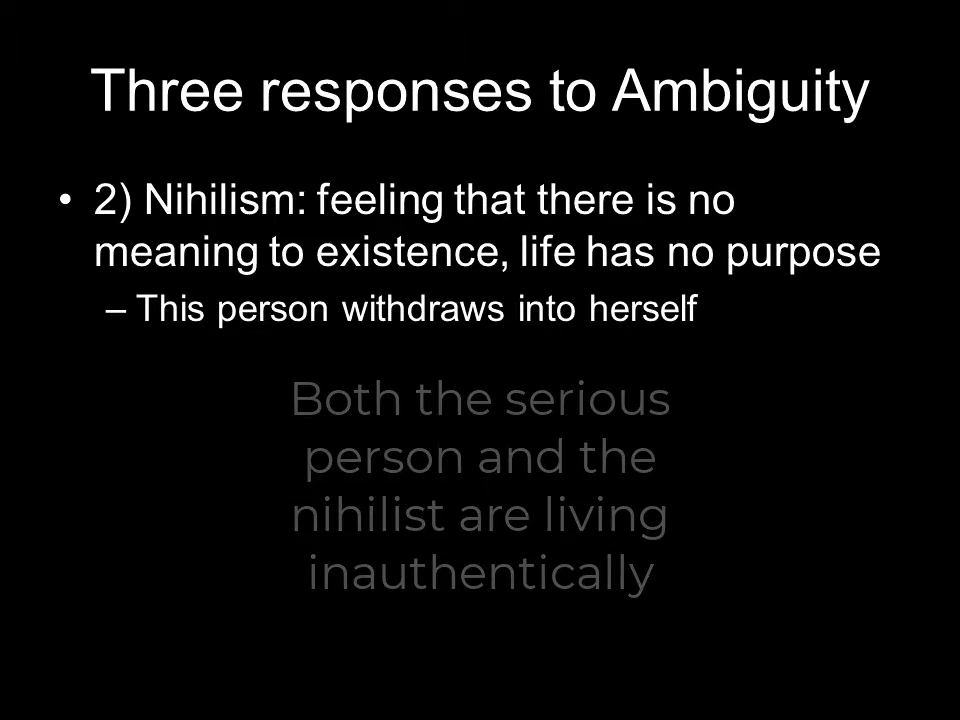 Three responses to Ambiguity
• 2) Nihilism: feeling that there is no
meaning to existence, life has no purpose
– This person withdraws into herself
Both the serious
person and the
nihilist are living
inauthentically